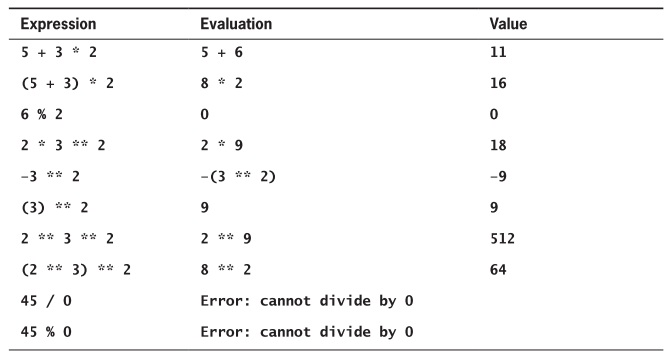 Expression Evaluation Value
5 + 3 * 2 5 + 6 11
(5 + 3) * 2 8 * 2 16
6 % 2 0 0
2 * 3 ** 2 2 * 9 18
–3 ** 2 –(3 ** 2) –9
(3) ** 2 9 9
2 ** 3 ** 2 2 ** 9 512
(2 ** 3) ** 2 8 ** 2 64
45 / 0 Error: cannot divide by 0
45 % 0 Error: cannot divide by 0